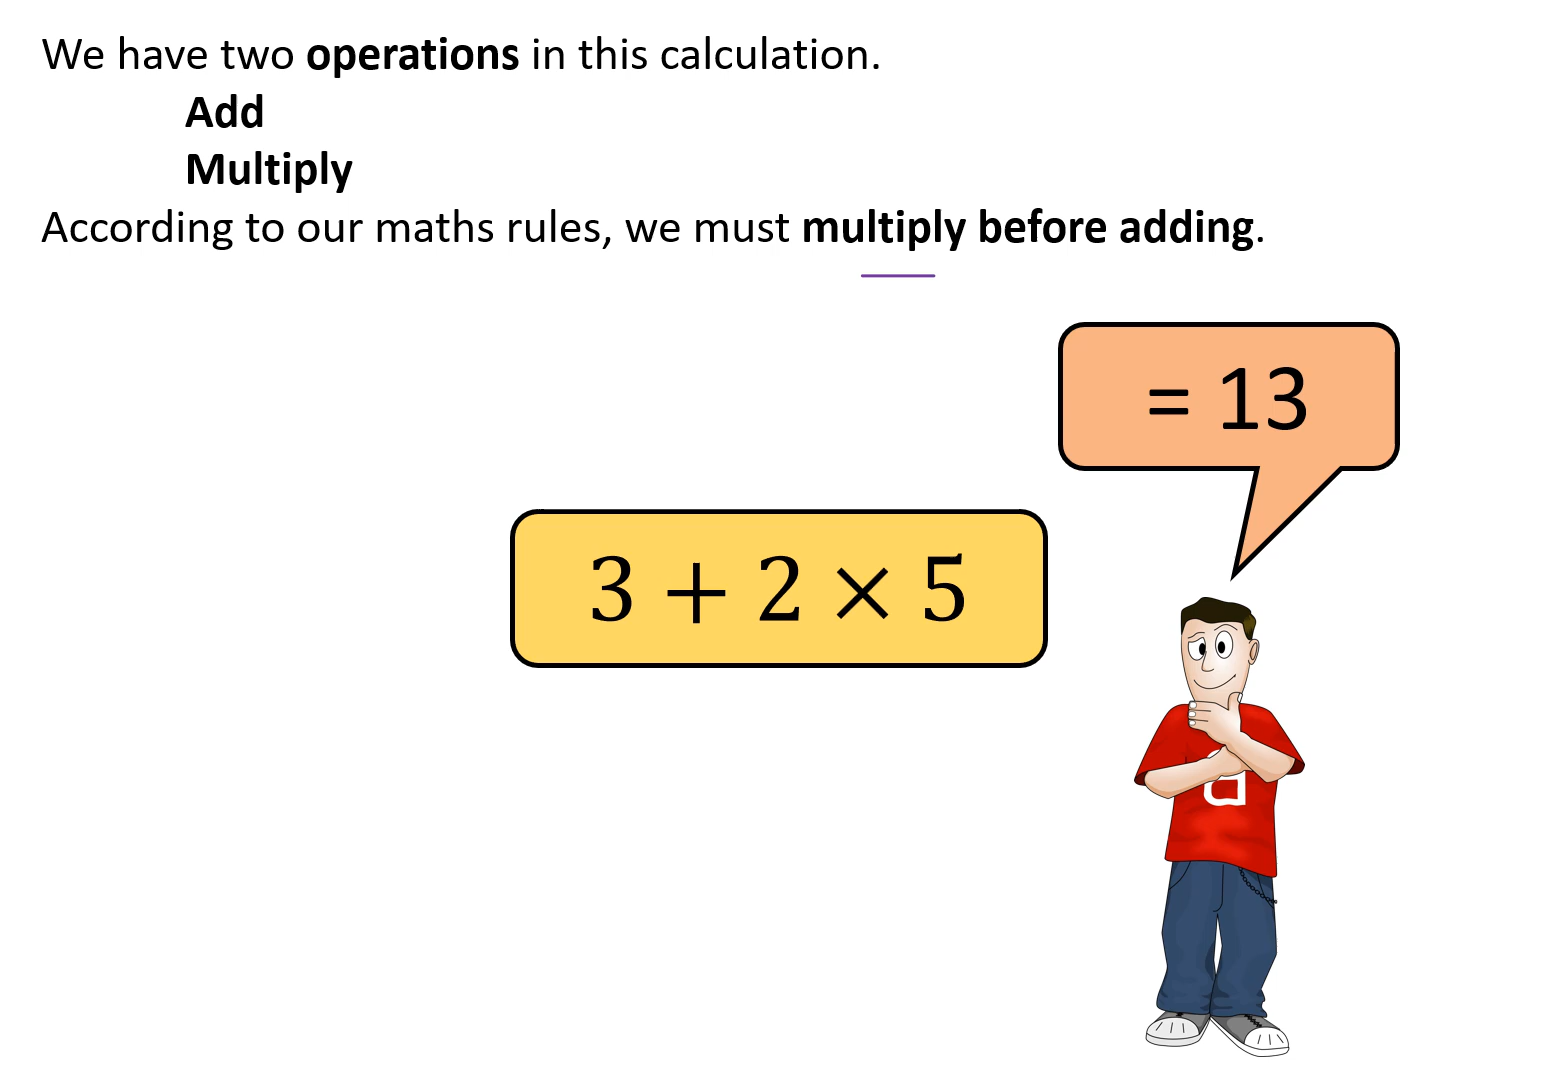 We have two operations in this calculation.
Add
Multiply
According to our maths rules, we must multiply before adding.
= 13
3 + 2 × 5
a